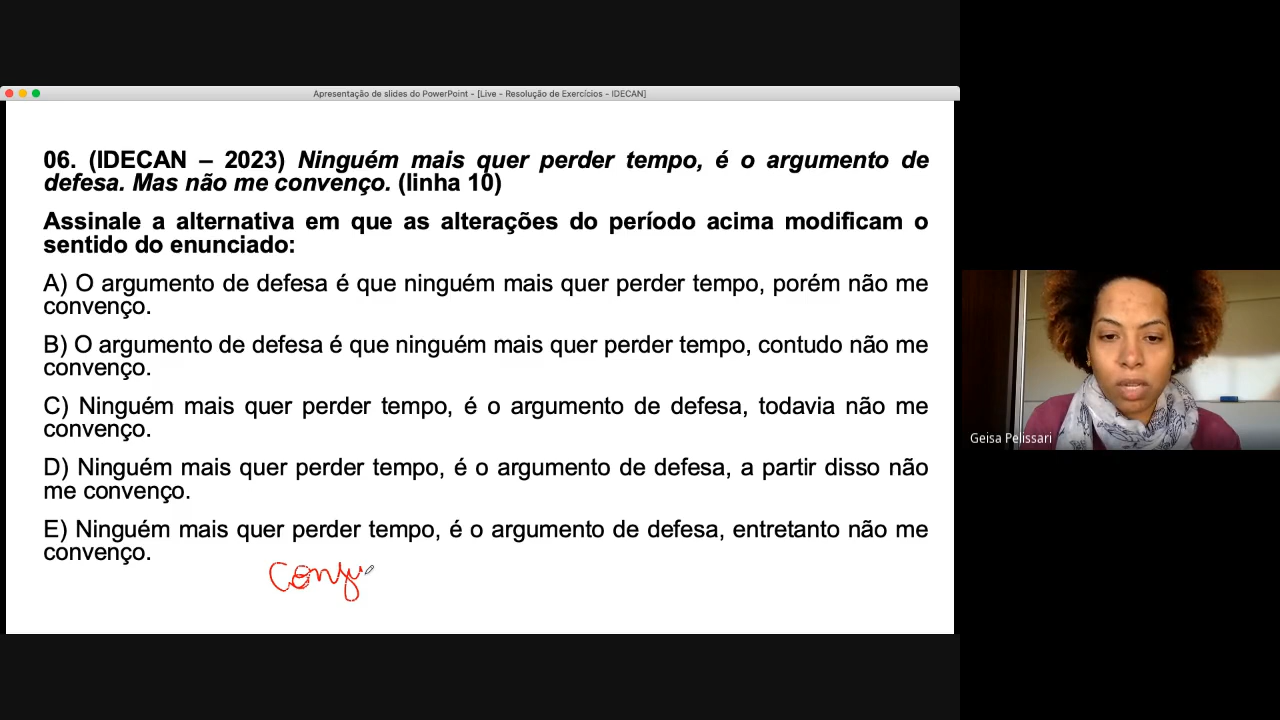 Apresentação de slides do PowerPoint - [Live - Resolução de Exercícios - IDECAN]
06. (IDECAN – 2023) Ninguém mais quer perder tempo, é o argumento de
defesa. Mas não me convenço. (linha 10)
Assinale a alternativa em que as alterações do período acima modificam o
sentido do enunciado:
A) O argumento de defesa é que ninguém mais quer perder tempo, porém não me
convenço.
B) O argumento de defesa é que ninguém mais quer perder tempo, contudo não me
convenço.
C) Ninguém mais quer perder tempo, é o argumento de defesa, todavia não me
convenço.
D) Ninguém mais quer perder tempo, é o argumento de defesa, a partir disso não
me convenço.
E) Ninguém mais quer perder tempo, é o argumento de defesa, entretanto não me
convenço.
Conju
Geisa Pelissari